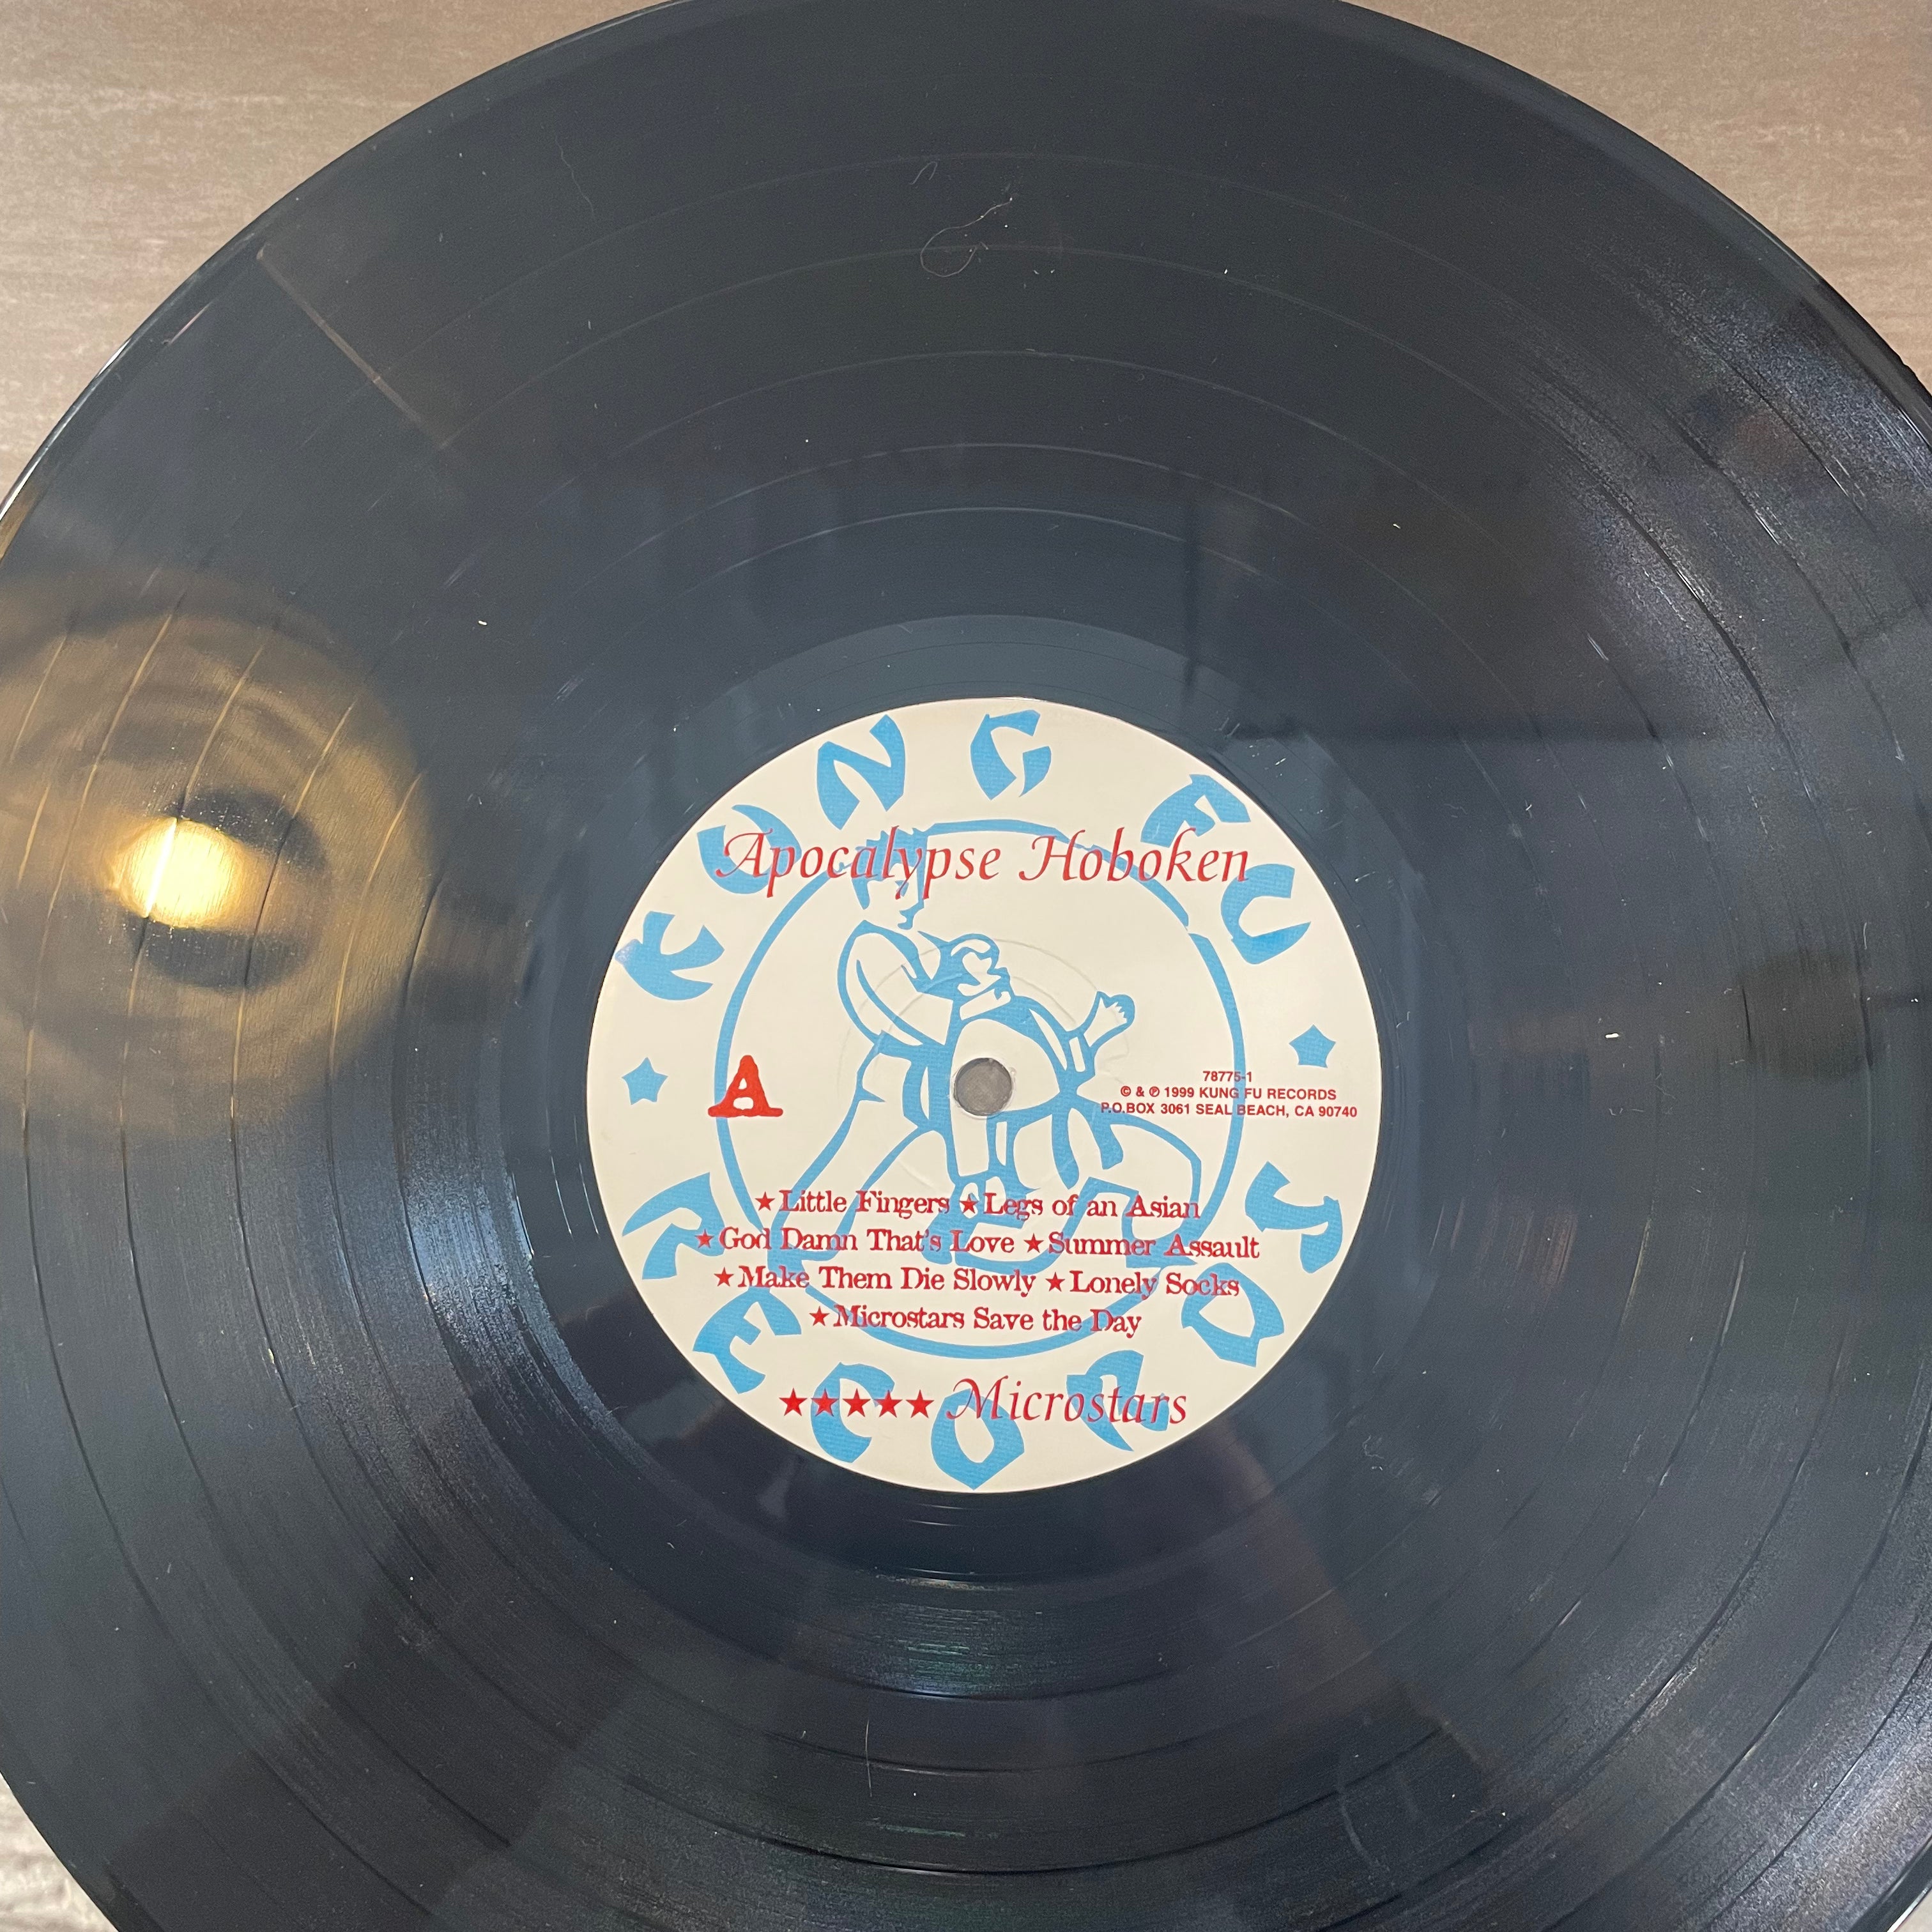 KUNG FU
Apocalypse Hoboken
A
78775-1
© & ℗ 1999 KUNG FU RECORDS
P.O.BOX 3061 SEAL BEACH, CA 90740
★Little Fingers ★Legs of an Asian
★God Damn That's Love ★Summer Assault
★Make Them Die Slowly ★Lonely Socks
★Microstars Save the Day
★★★★★ Microstars
RECORDS